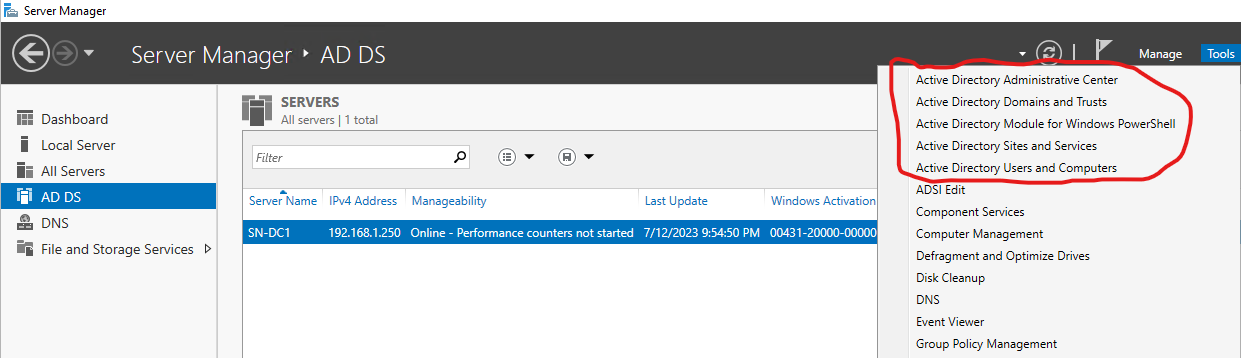 Server Manager
Server Manager ‣ AD DS
Manage Tools
Dashboard
Local Server
All Servers
AD DS
DNS
File and Storage Services
SERVERS
All servers | 1 total
Filter
Server Name IPv4 Address Manageability Last Update Windows Activation
SN-DC1 192.168.1.250 Online - Performance counters not started 7/12/2023 9:54:50 PM 00431-20000-00000
Active Directory Administrative Center
Active Directory Domains and Trusts
Active Directory Module for Windows PowerShell
Active Directory Sites and Services
Active Directory Users and Computers
ADSI Edit
Component Services
Computer Management
Defragment and Optimize Drives
Disk Cleanup
DNS
Event Viewer
Group Policy Management